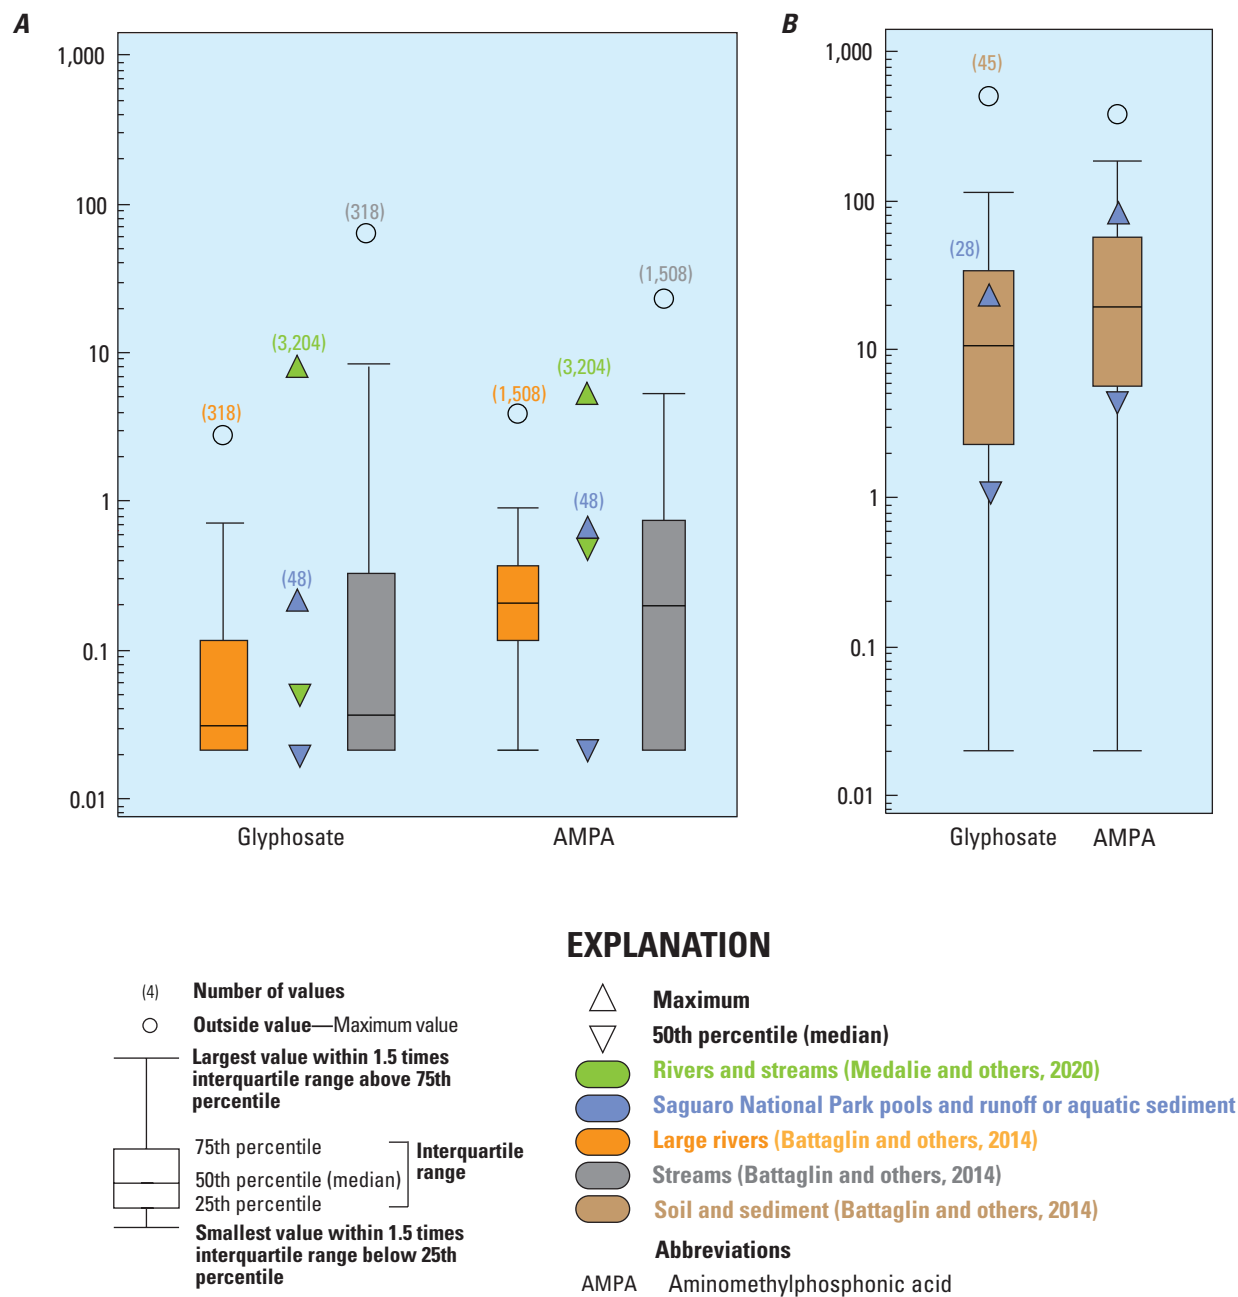 A
1,000
100
10
1
0.1
0.01
(318)
(3,204)
(48)
(318)
(1,508)
(3,204)
(48)
(1,508)
Glyphosate
AMPA
B
1,000
100
10
1
0.1
0.01
(45)
(28)
Glyphosate
AMPA
EXPLANATION
(4) Number of values
Outside value—Maximum value
Largest value within 1.5 times
interquartile range above 75th
percentile
75th percentile
50th percentile (median)
25th percentile
Interquartile
range
Smallest value within 1.5 times
interquartile range below 25th
percentile
Maximum
50th percentile (median)
Rivers and streams (Medalie and others, 2020)
Saguaro National Park pools and runoff or aquatic sediment
Large rivers (Battaglin and others, 2014)
Streams (Battaglin and others, 2014)
Soil and sediment (Battaglin and others, 2014)
Abbreviations
AMPA Aminomethylphosphonic acid